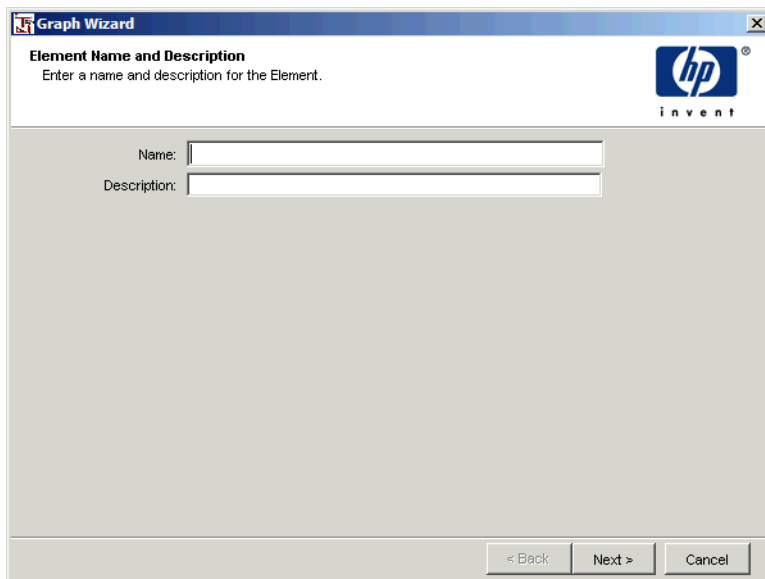 Graph Wizard
Element Name and Description
Enter a name and description for the Element.
hp
®
invent
Name:
Description:
< Back
Next >
Cancel